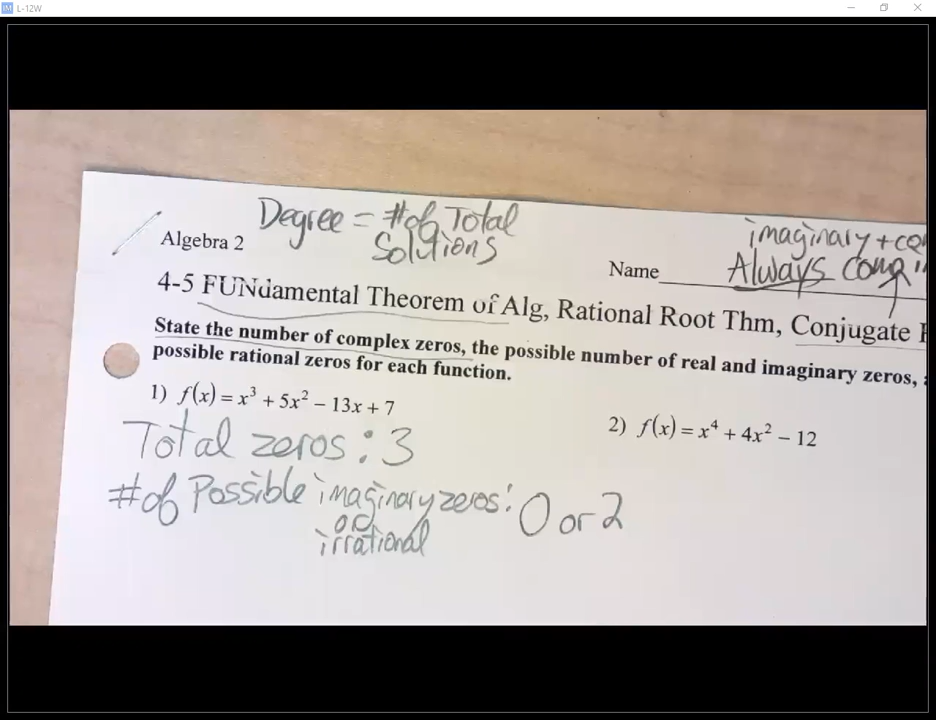 L-12W
Degree = # of Total
Solutions
imaginary +
Always
Algebra 2
Name
4-5 FUNdamental Theorem of Alg, Rational Root Thm, Conjugate
State the number of complex zeros, the possible number of real and imaginary zeros,
possible rational zeros for each function.
1) f(x) = x³ + 5x² − 13x + 7
2) f(x) = x⁴ + 4x² − 12
Total zeros: 3
# of Possible imaginary zeros: 0 or 2
or
irrational